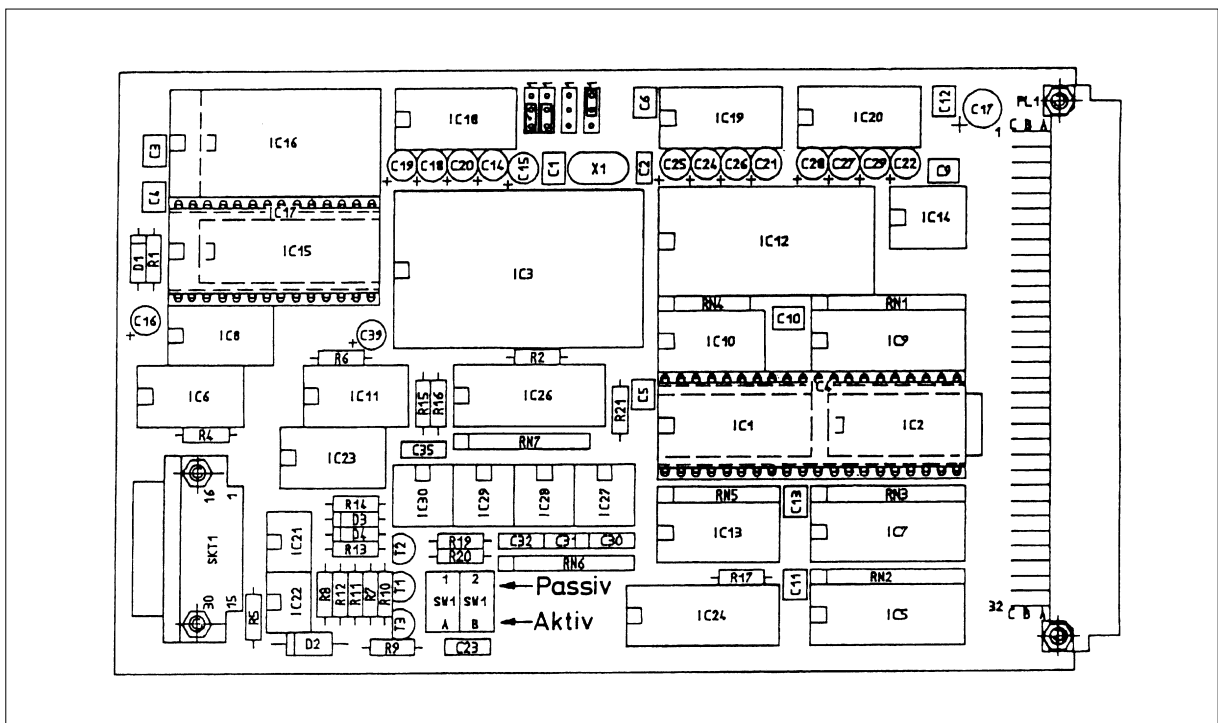 1 1 1
C6
C12
C17
PL1
IC16
IC18
IC19
IC20
1
C B A
C3
C19 C18 C20 C14 C15 C1 X1 C2 C25 C24 C26 C21 C28 C27 C29 C22
C9
C4
IC17
IC14
IC15
IC3
IC12
D1 R1
RN4
RN1
C16
IC8
C39
C10
IC10
IC9
R6
R2
C4
IC6
IC11
R15 R16
IC26
R21
C5
IC1
IC2
R4
RN7
IC23
C35
16 1
IC30 IC29 IC28 IC27
RN5
C13
RN3
R14
D3
D4
R13
IC21
T2
R19
R20
C32 C31 C30
IC13
IC7
SKT1
RN6
R17
C11
RN2
1 2
Passiv
IC22
R8 R12 R11 R7 R10
T1
SW1 SW1
IC24
IC5
30 15
R5
T3
A B
Aktiv
32
C B A
D2
R9
C23